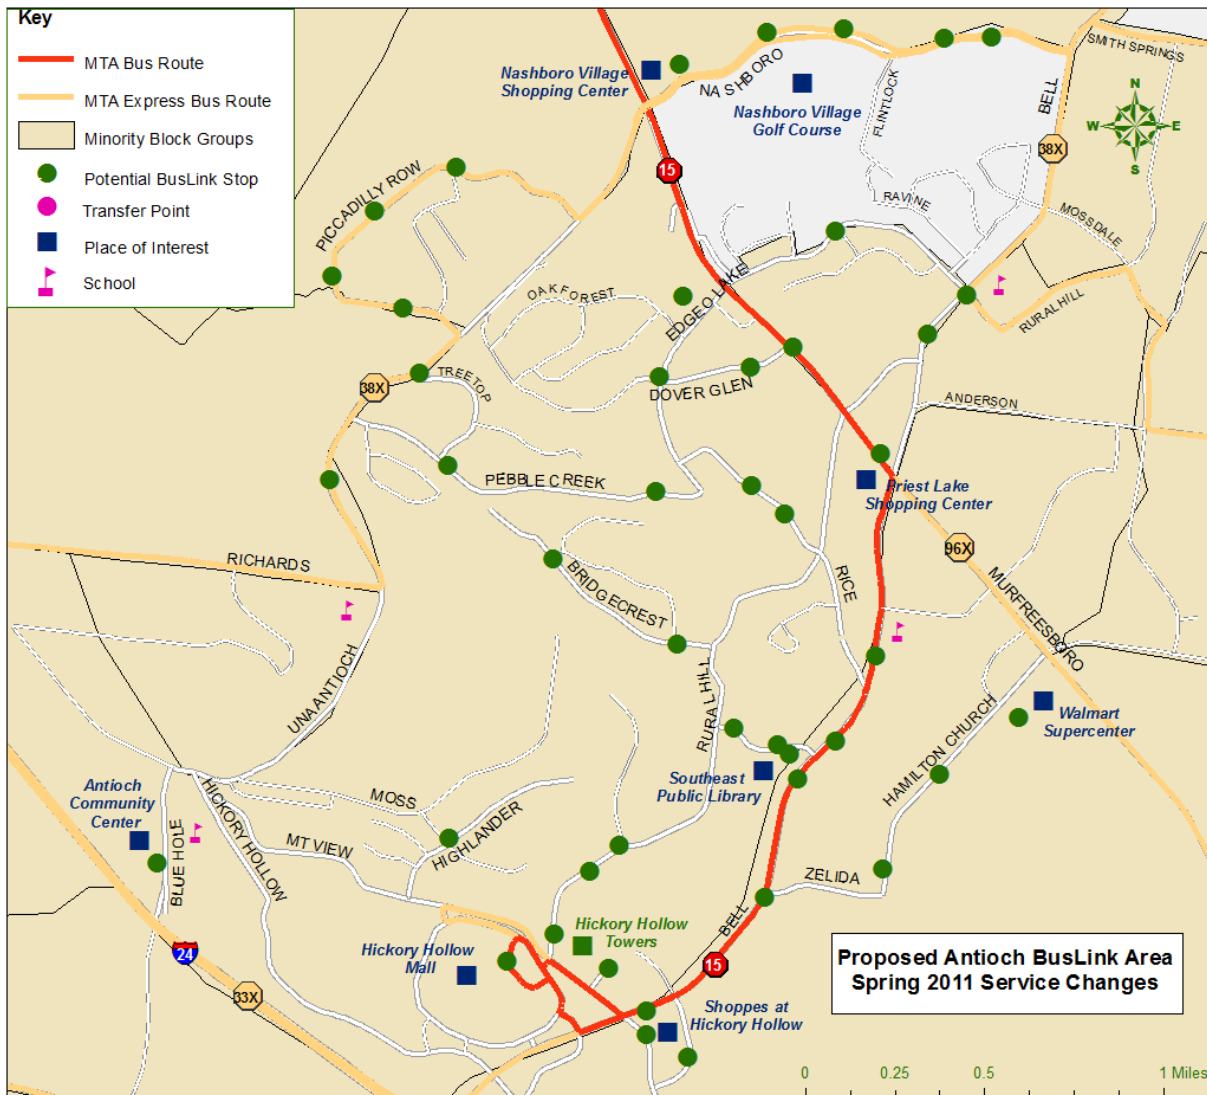 Key
MTA Bus Route
MTA Express Bus Route
Minority Block Groups
Potential BusLink Stop
Transfer Point
Place of Interest
School
SMITH SPRINGS
Nashboro Village
Shopping Center
NASHBORO
Nashboro Village
Golf Course
FLINTLOCK
BELL
38X
N
W
E
S
15
PICCADILLY ROW
RAVINE
MOSSDALE
EDGE O LAKE
OAK FOREST
RURAL HILL
38X
TREETOP
DOVER GLEN
ANDERSON
PEBBLE CREEK
Priest Lake
Shopping Center
96X
RICHARDS
BRIDGECREST
RICE
MURFREESBORO
UNA ANTIOCH
RURAL HILL
HAMILTON CHURCH
Walmart
Supercenter
Southeast
Public Library
Antioch
Community
Center
HICKORY HOLLOW
MOSS
MT VIEW
HIGHLANDER
BLUE HOLE
ZELIDA
BELL
Hickory Hollow
Towers
Hickory Hollow
Mall
24
33X
15
Shoppes at
Hickory Hollow
Proposed Antioch BusLink Area
Spring 2011 Service Changes
0
0.25
0.5
1 Miles